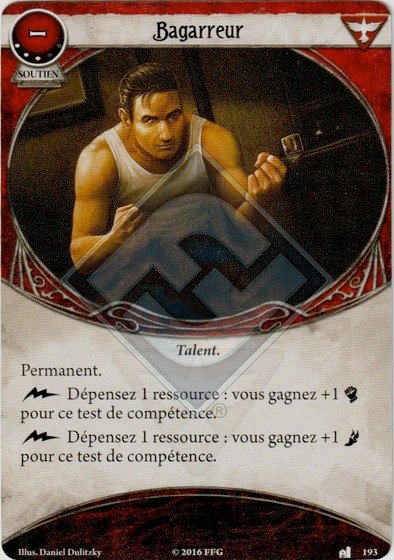 Bagarreur
SOUTIEN
Talent.
Permanent.
Dépensez 1 ressource : vous gagnez +1
pour ce test de compétence.
Dépensez 1 ressource : vous gagnez +1
pour ce test de compétence.
®
Illus. Daniel Dulitzky
© 2016 FFG
193